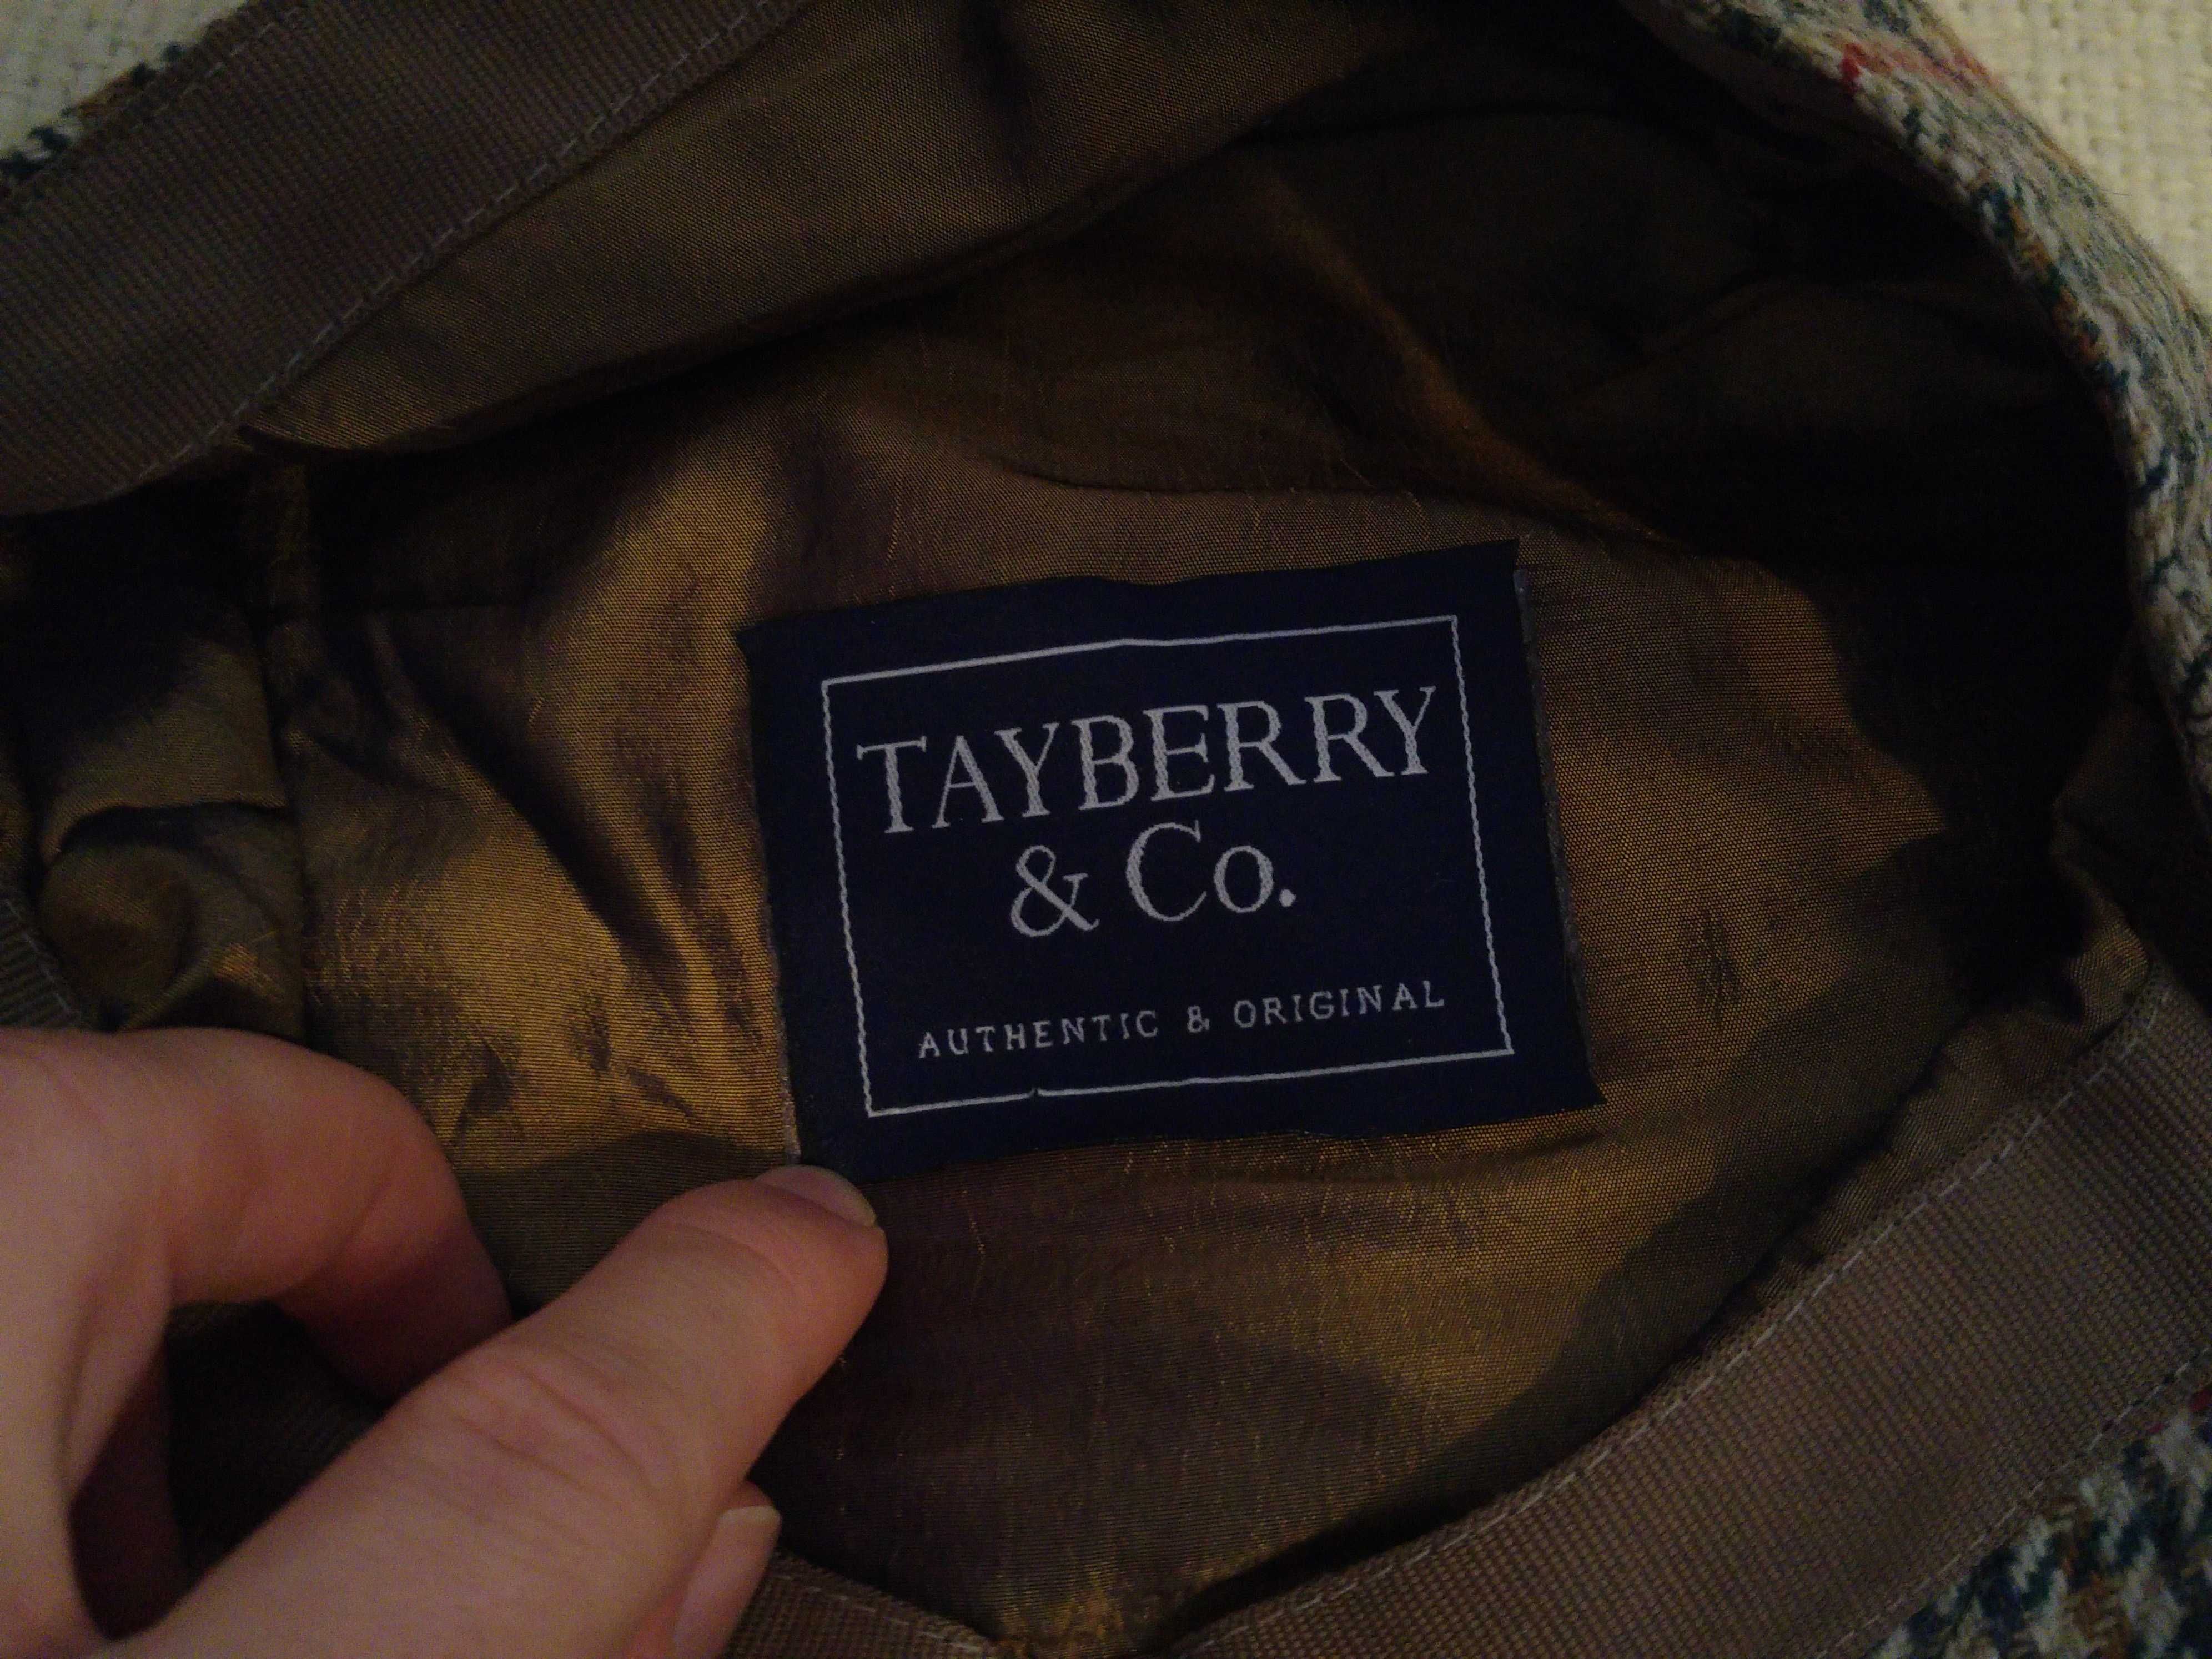 TAYBERRY
& Co.
AUTHENTIC & ORIGINAL